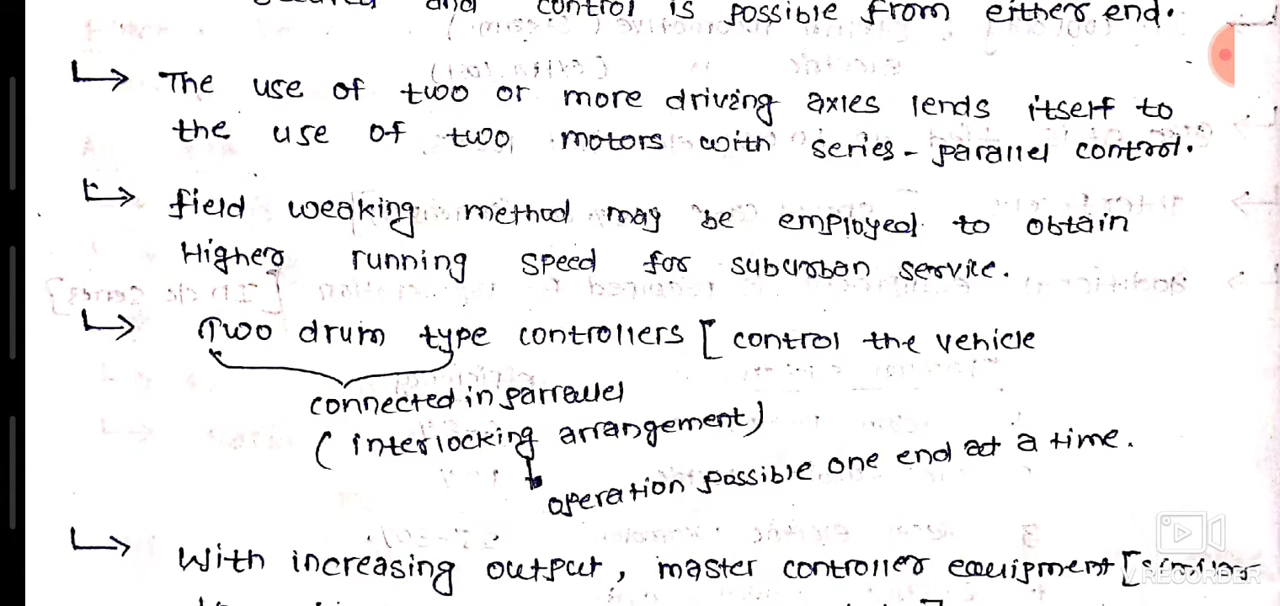 and control is possible from either end.
↳ The use of two or more driving axles lends itself to
the use of two motors with series - parallel control.
↳ field weaking method may be employed to obtain
Higher running speed for suburban service.
↳ Two drum type controllers [ control the vehicle
connected in parrallel
( interlocking arrangement )
operation possible one end at a time.
↳ With increasing output, master controller equipment [similar
V RECORDER